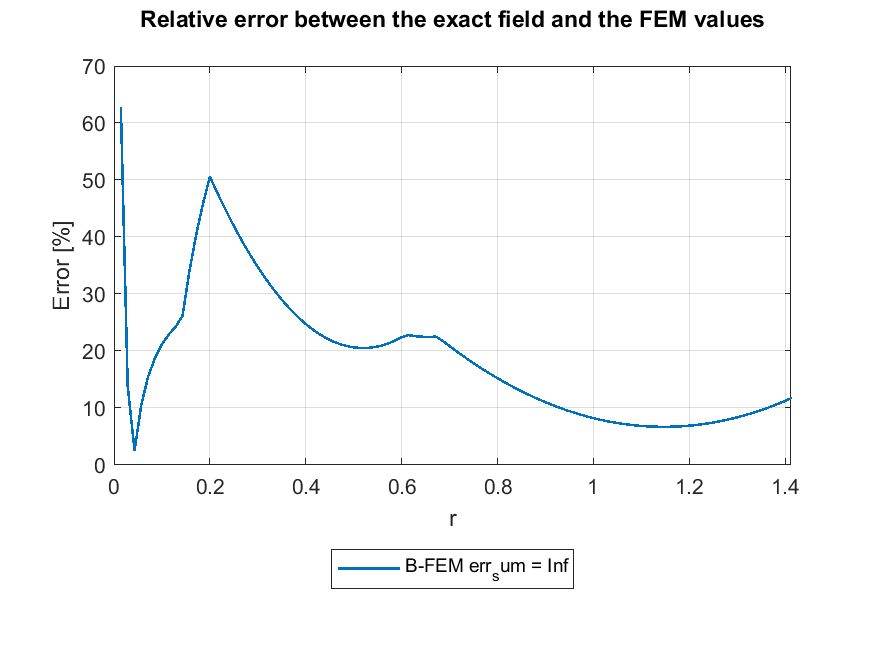 Relative error between the exact field and the FEM values
70
60
50
40
30
20
10
0
Error [%]
0 0.2 0.4 0.6 0.8 1 1.2 1.4
r
B-FEM err_sum = Inf